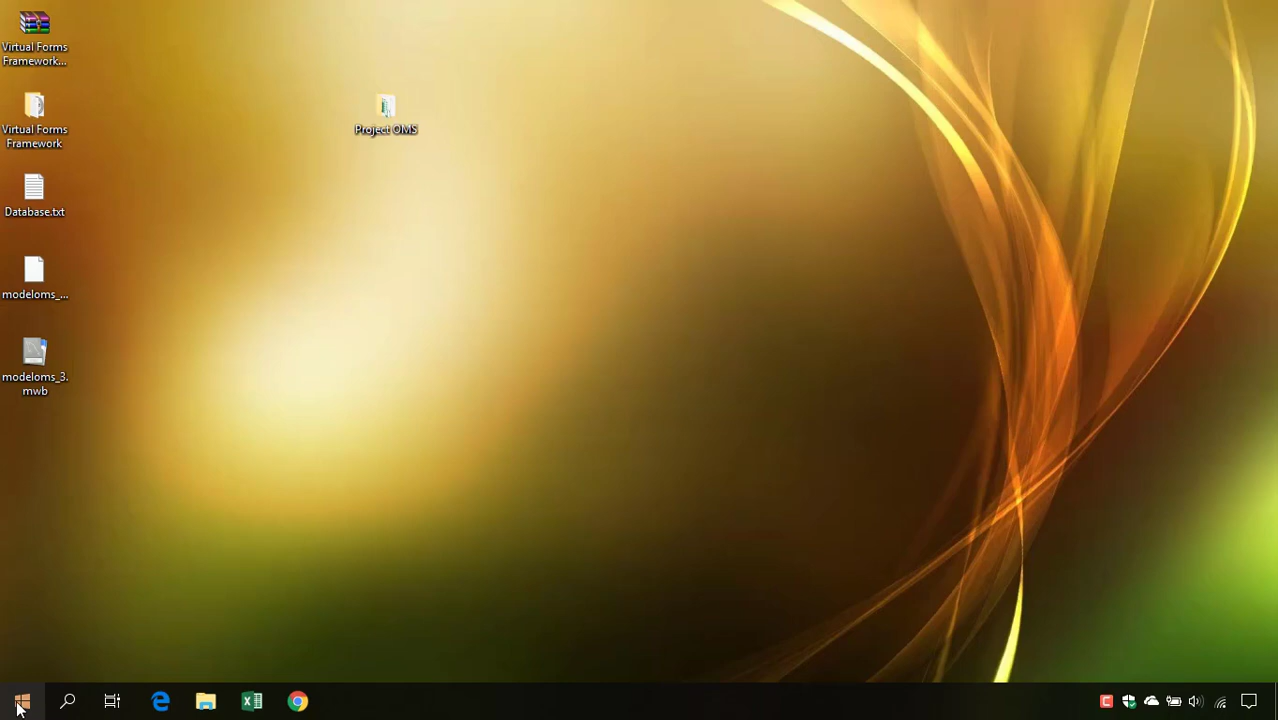 Virtual Forms
Framework...
Virtual Forms
Framework
Database.txt
modeloms_...
modeloms_3.
mwb
Project OMS